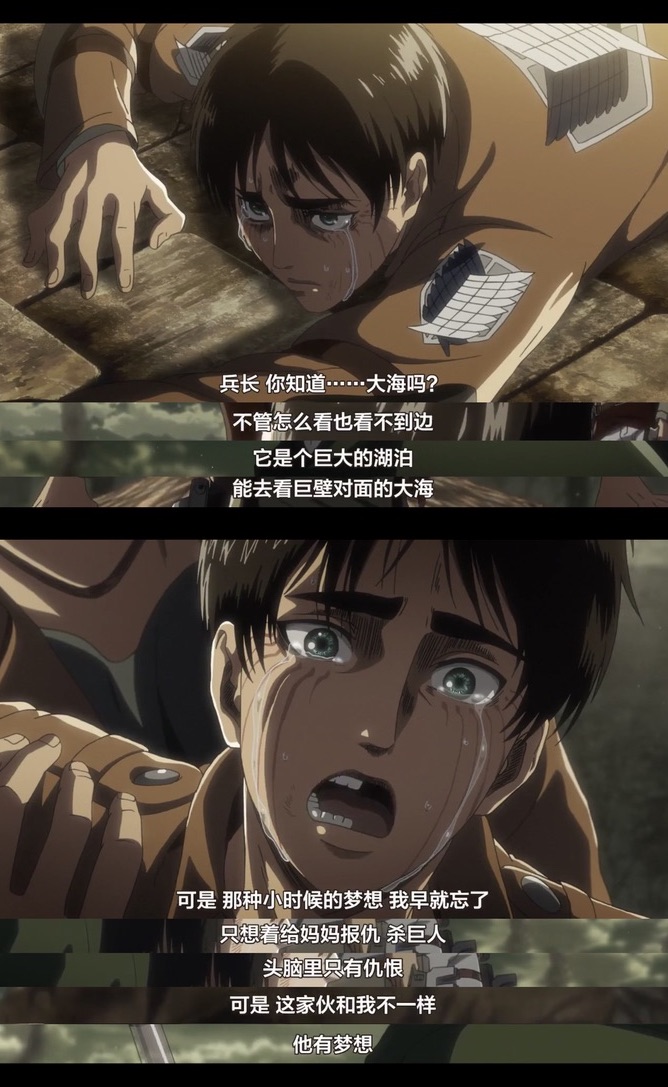 兵长 你知道……大海吗?
不管怎么看也看不到边
它是个巨大的湖泊
能去看巨壁对面的大海
可是 那种小时候的梦想 我早就忘了
只想着给妈妈报仇 杀巨人
头脑里只有仇恨
可是 这家伙和我不一样
他有梦想